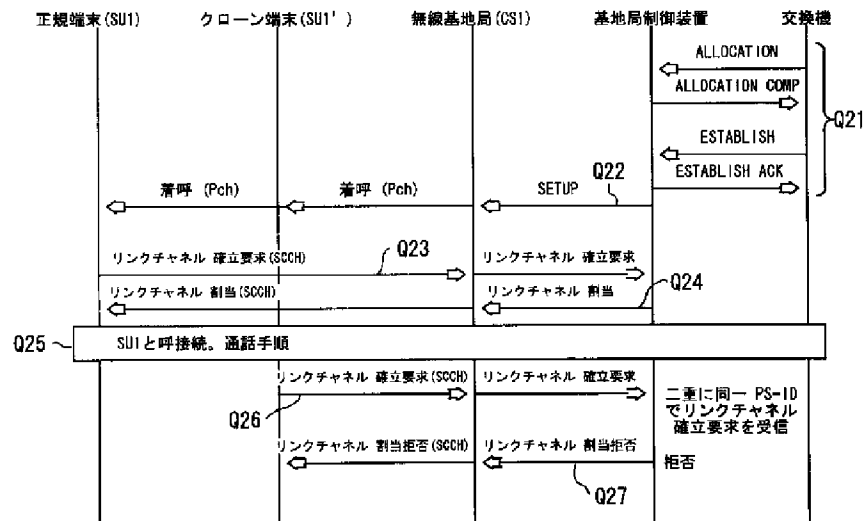 正規端末(SU1)
クローン端末(SU1')
無線基地局(CS1)
基地局制御装置
交換機
ALLOCATION
ALLOCATION COMP
Q21
ESTABLISH
ESTABLISH ACK
Q22
着呼 (Pch)
着呼 (Pch)
SETUP
Q23
リンクチャネル 確立要求(SCCH)
リンクチャネル 確立要求
Q24
リンクチャネル 割当(SCCH)
リンクチャネル 割当
Q25
SU1と呼接続。通話手順
リンクチャネル 確立要求(SCCH)
リンクチャネル 確立要求
Q26
二重に同一 PS-ID
でリンクチャネル
確立要求を受信
リンクチャネル 割当拒否(SCCH)
リンクチャネル 割当拒否
拒否
Q27